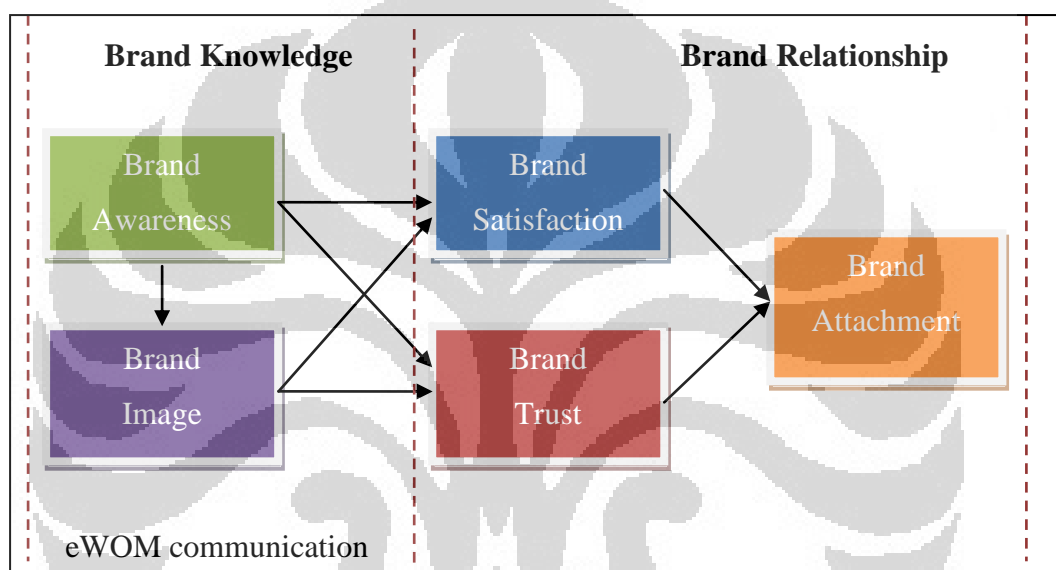 Brand Knowledge
Brand Relationship
Brand
Awareness
Brand
Satisfaction
Brand
Attachment
Brand
Image
Brand
Trust
eWOM communication